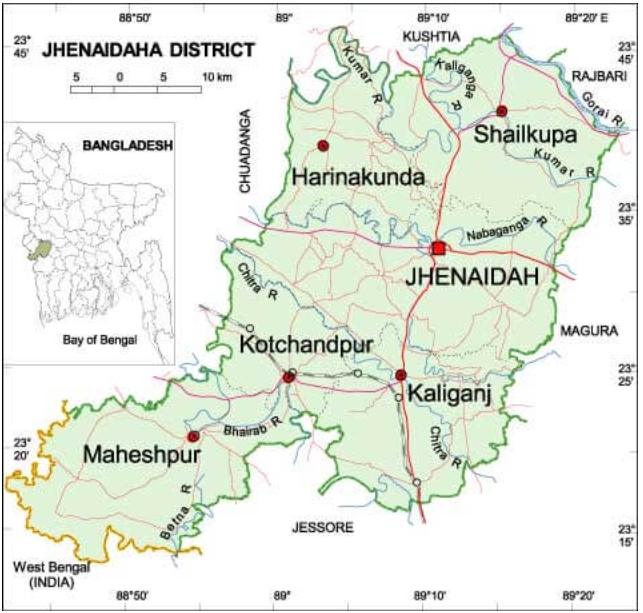 88°50'
89°
89°10'
89°20' E
23°
45'
JHENAIDAHA DISTRICT
5 0 5 10 km
KUSHTIA
23°
45'
RAJBARI
Kumar R
Kaliganga R
Gorai R
BANGLADESH
CHUADANGA
Shailkupa
Harinakunda
Kumar R
23°
35'
Nabaganga R
JHENAIDAH
Chitra R
Bay of Bengal
Kotchandpur
MAGURA
Kaliganj
23°
25'
Bhairab R
23°
20'
Maheshpur
Chitra R
Betna R
JESSORE
23°
15'
West Bengal
(INDIA)
88°50'
89°
89°10'
89°20'